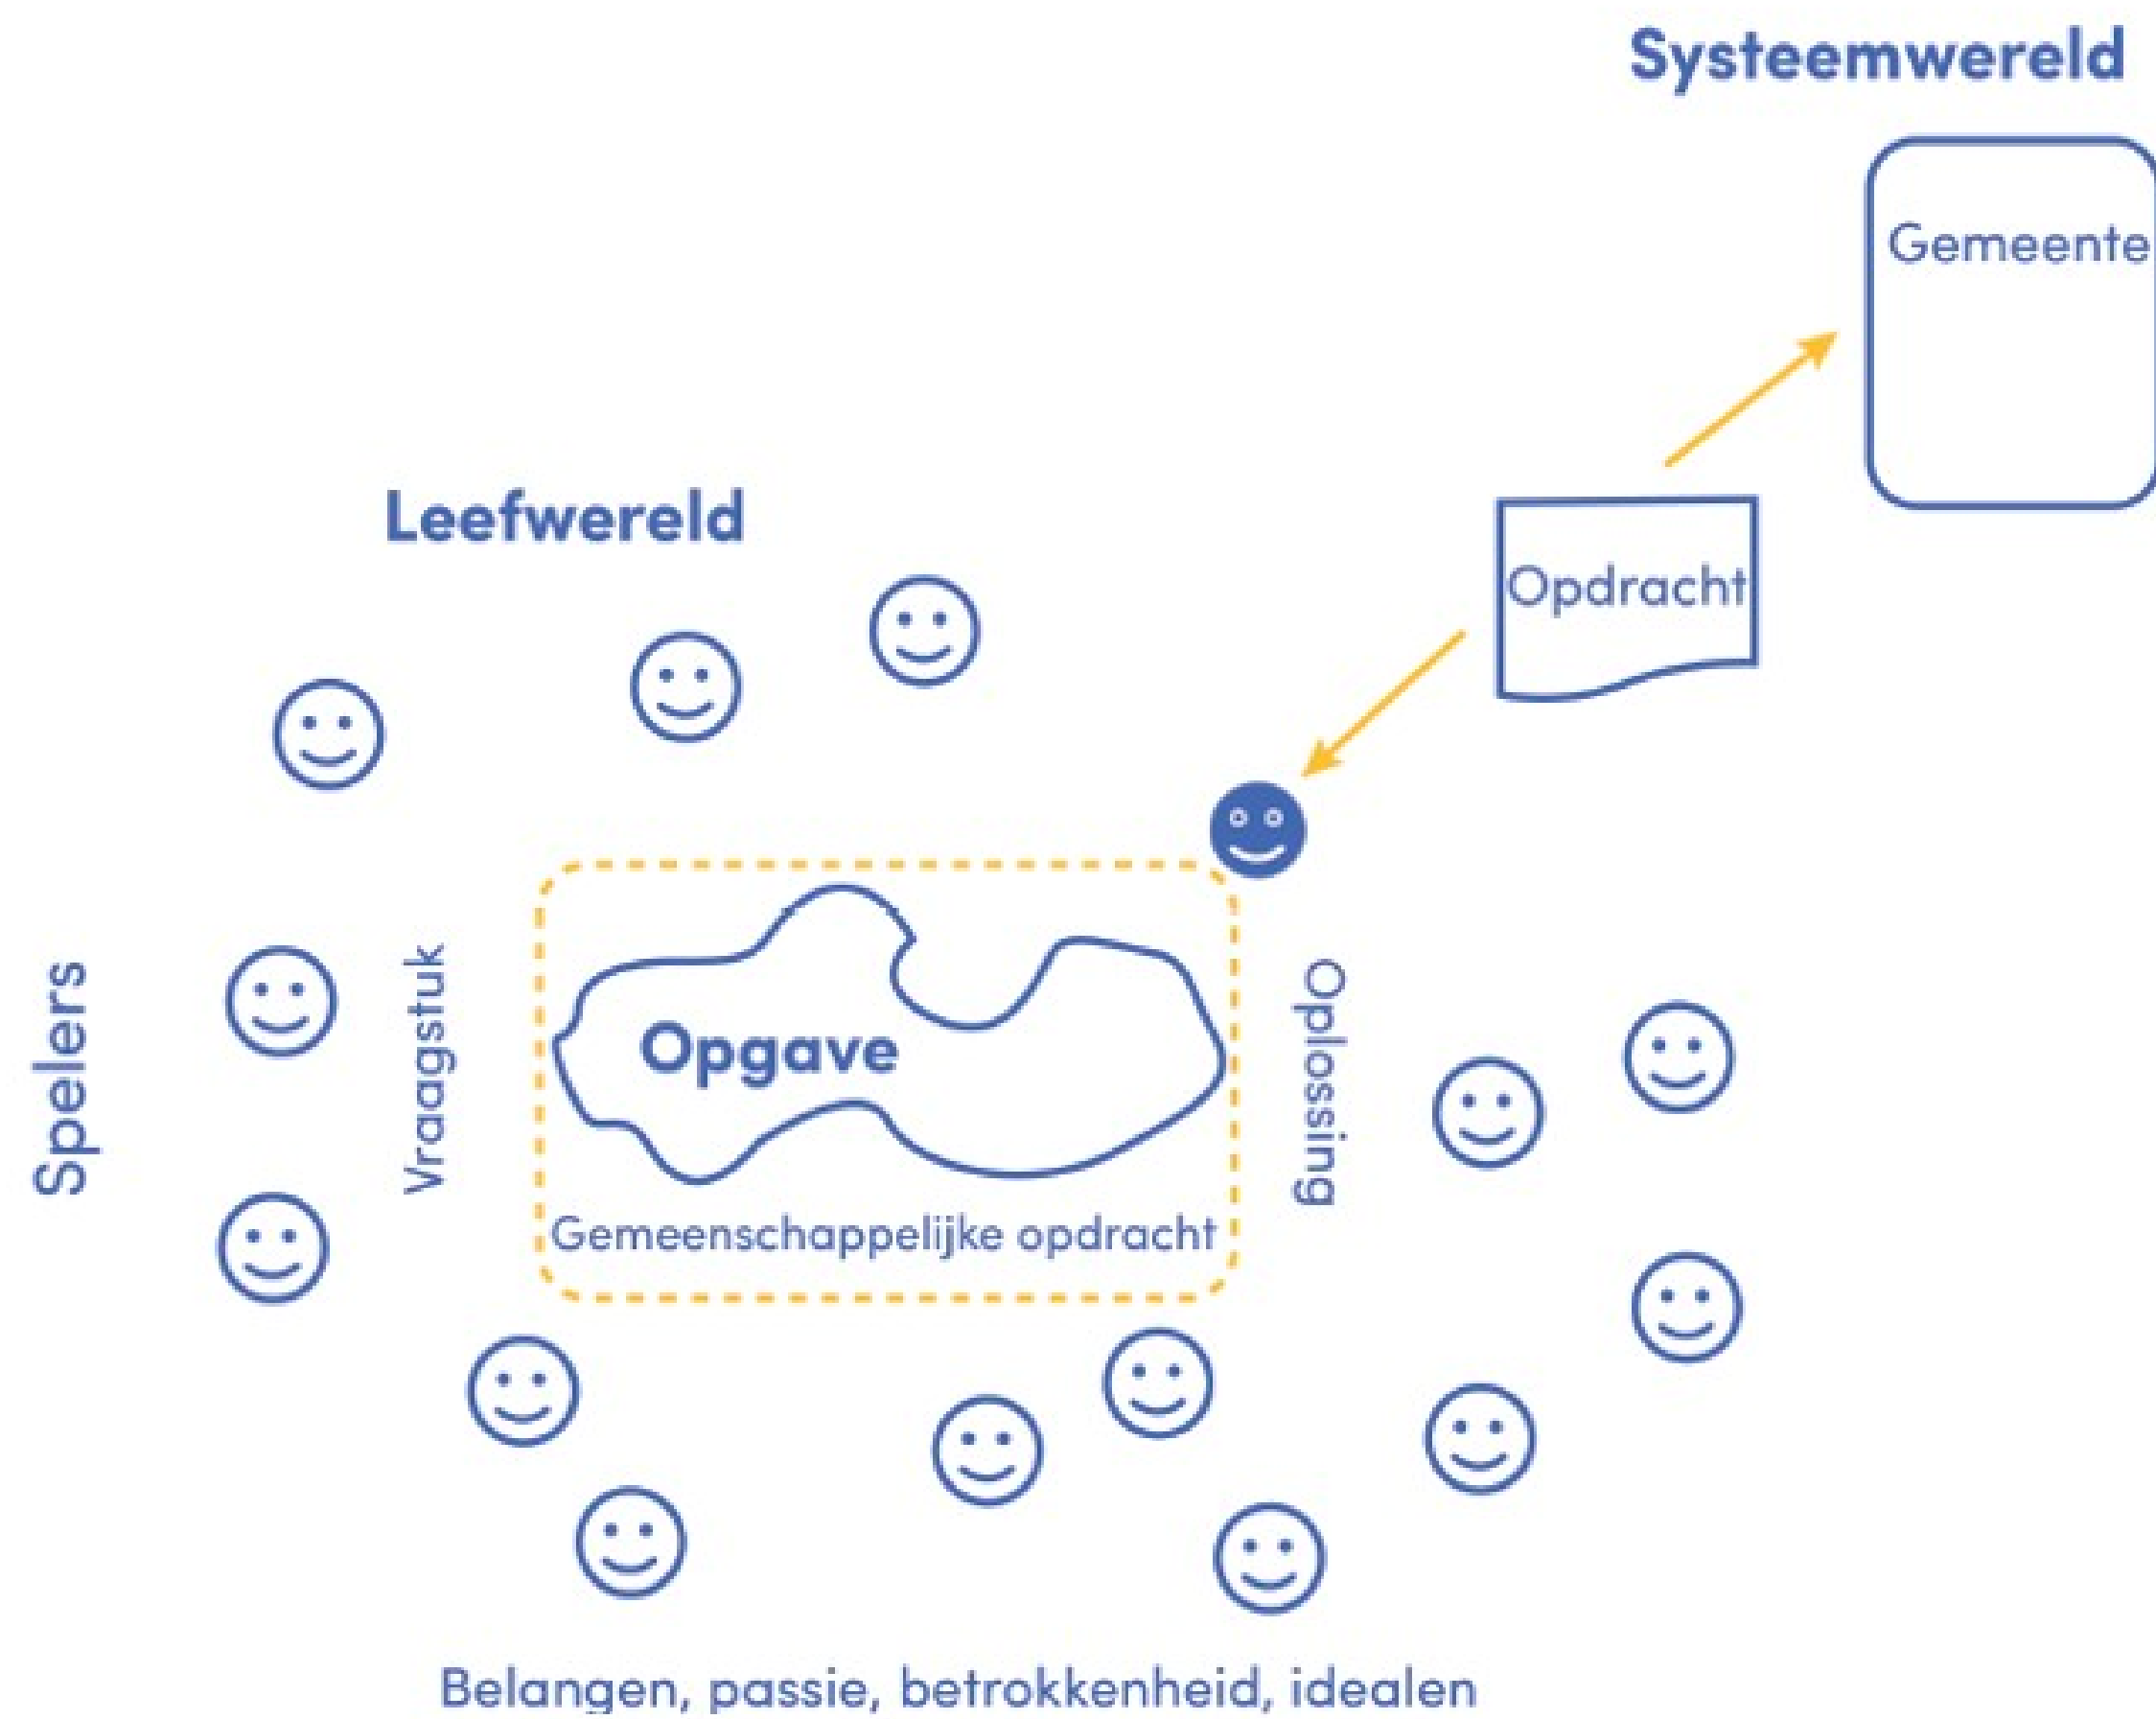 Systeemwereld
Gemeente
Leefwereld
Opdracht
Spelers
Vraagstuk
Opgave
Oplossing
Gemeenschappelijke opdracht
Belangen, passie, betrokkenheid, idealen